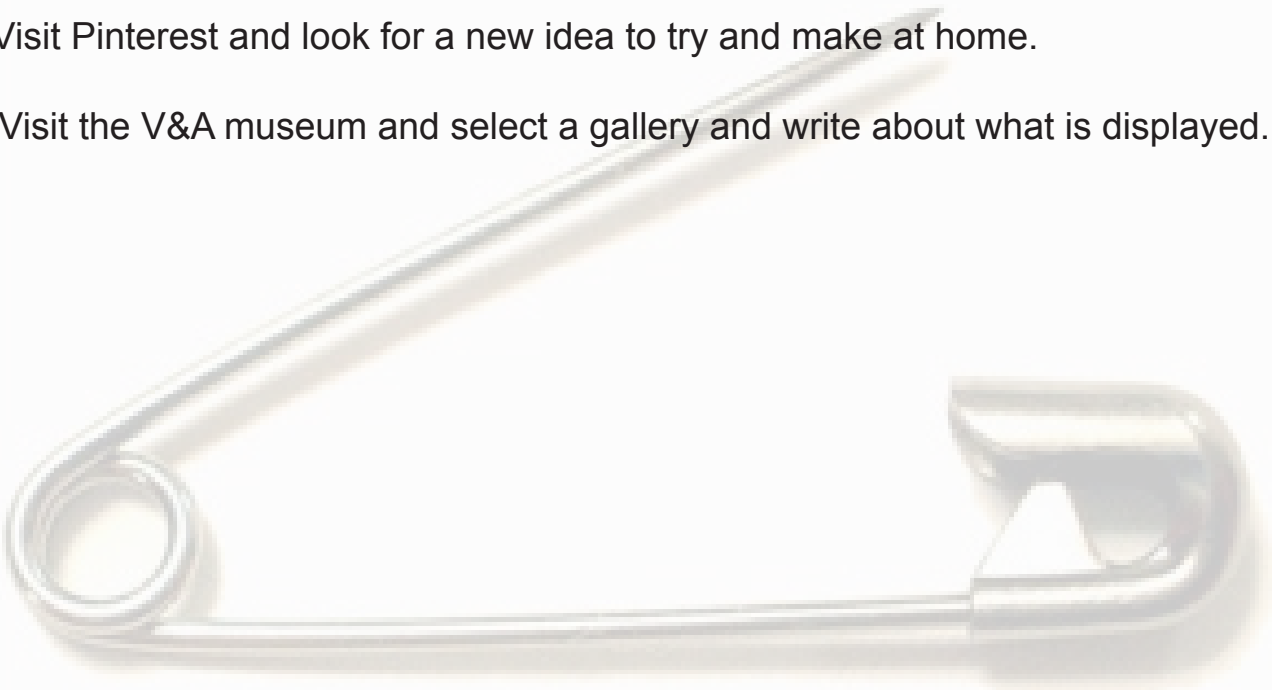 Visit Pinterest and look for a new idea to try and make at home.
Visit the V&A museum and select a gallery and write about what is displayed.